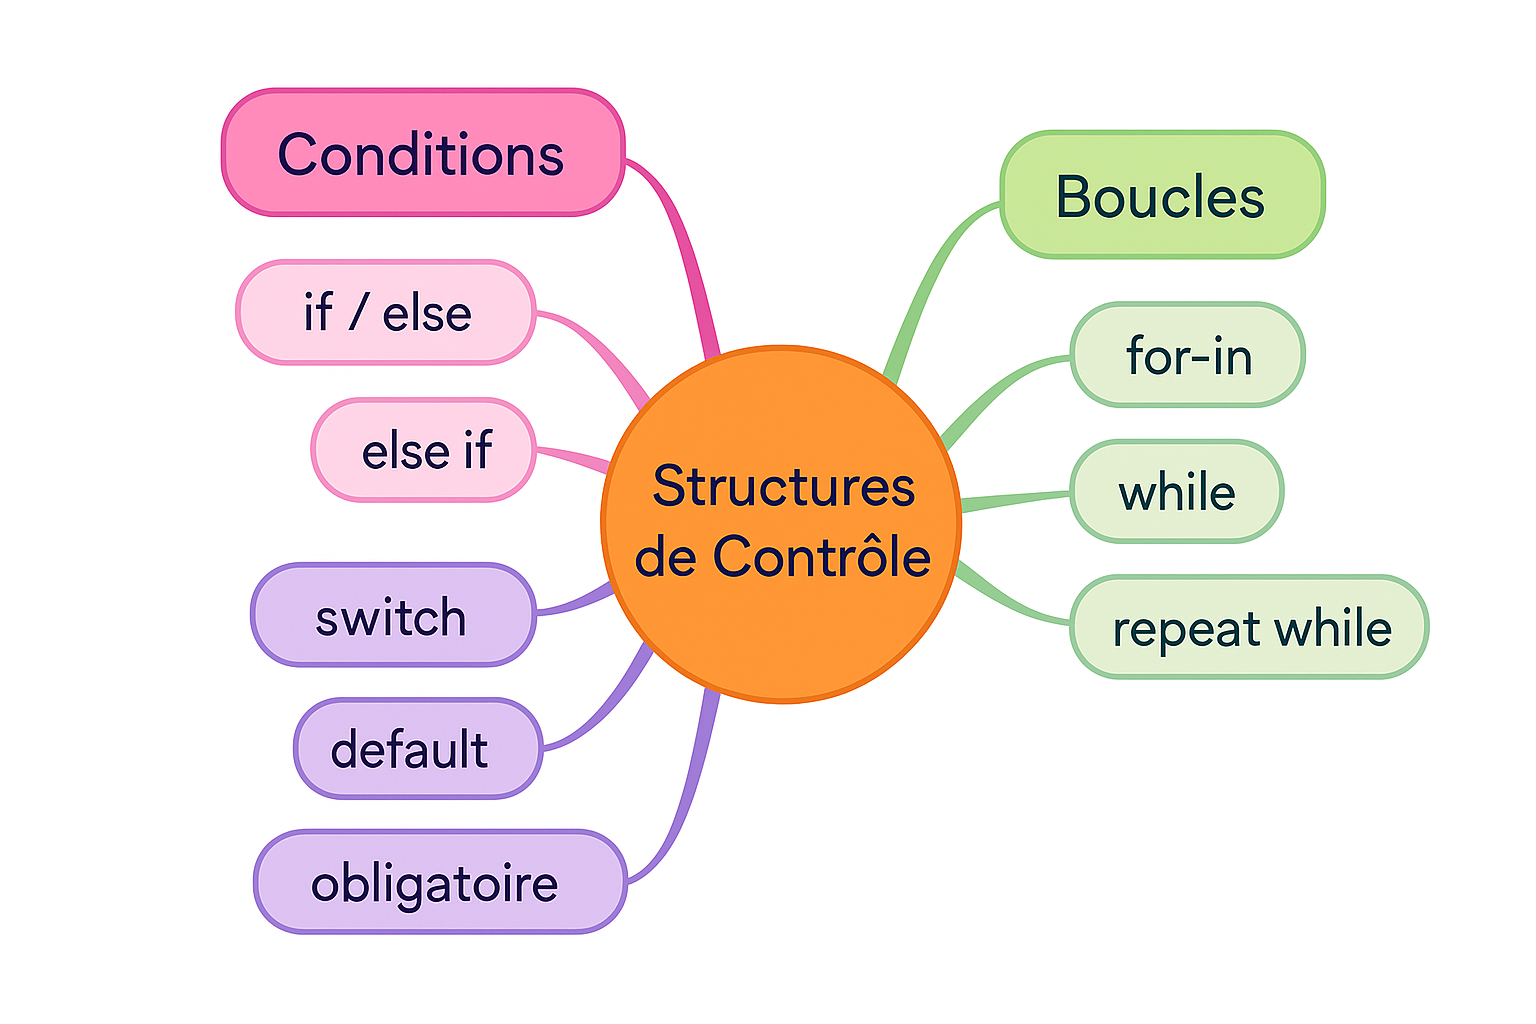 Conditions
if / else
else if
switch
default
obligatoire
Structures
de Contrôle
Boucles
for-in
while
repeat while